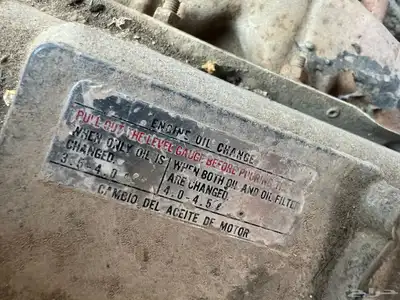 ENGINE OIL CHANGE
PULL OUT THE LEVEL GAUGE BEFORE POURING
WHEN ONLY OIL IS
CHANGED.
3.5-4.0
WHEN BOTH OIL AND OIL FILTER
ARE CHANGED.
4.0-4.5ℓ
CAMBIO DEL ACEITE DE MOTOR